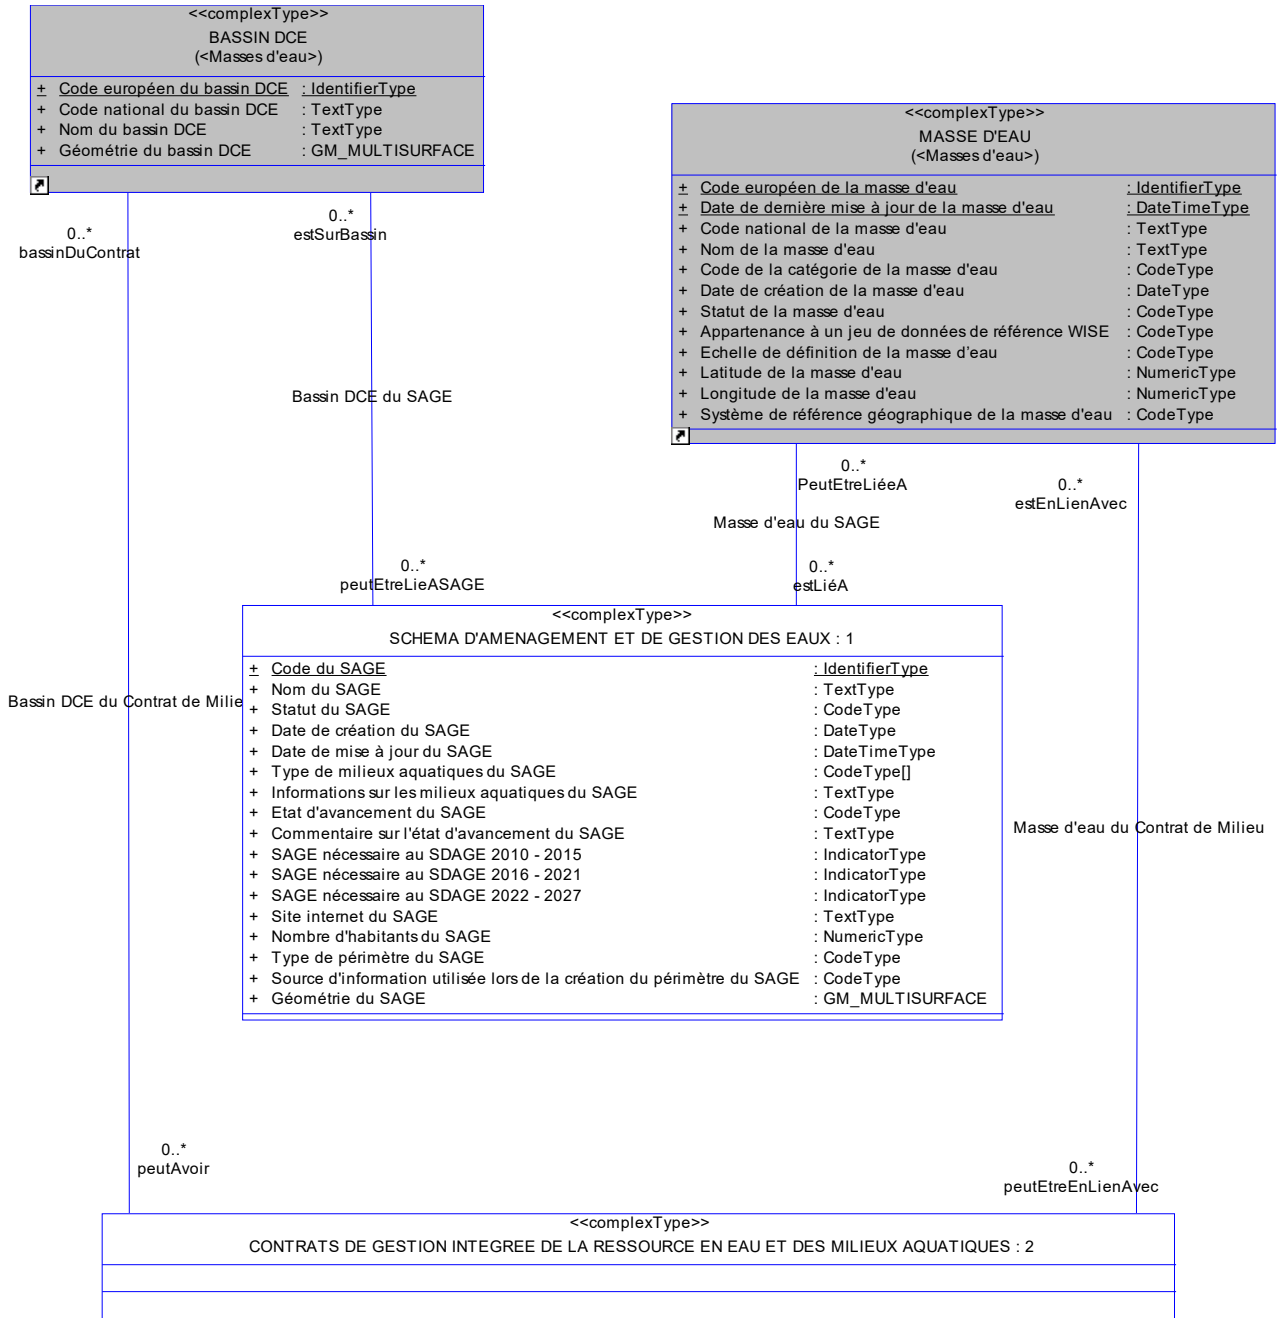 <<complexType>>
BASSIN DCE
(<Masses d'eau>)
+ Code européen du bassin DCE : IdentifierType
+ Code national du bassin DCE : TextType
+ Nom du bassin DCE : TextType
+ Géométrie du bassin DCE : GM_MULTISURFACE
<<complexType>>
MASSE D'EAU
(<Masses d'eau>)
+ Code européen de la masse d'eau : IdentifierType
+ Date de dernière mise à jour de la masse d'eau : DateTimeType
+ Code national de la masse d'eau : TextType
+ Nom de la masse d'eau : TextType
+ Code de la catégorie de la masse d'eau : CodeType
+ Date de création de la masse d'eau : DateType
+ Statut de la masse d'eau : CodeType
+ Appartenance à un jeu de données de référence WISE : CodeType
+ Echelle de définition de la masse d’eau : CodeType
+ Latitude de la masse d'eau : NumericType
+ Longitude de la masse d'eau : NumericType
+ Système de référence géographique de la masse d'eau : CodeType
0..*
bassinDuContrat
0..*
estSurBassin
Bassin DCE du SAGE
0..*
peutEtreLieASAGE
0..*
PeutEtreLiéeA
Masse d'eau du SAGE
0..*
estLiéA
0..*
estEnLienAvec
<<complexType>>
SCHEMA D'AMENAGEMENT ET DE GESTION DES EAUX : 1
+ Code du SAGE : IdentifierType
+ Nom du SAGE : TextType
+ Statut du SAGE : CodeType
+ Date de création du SAGE : DateType
+ Date de mise à jour du SAGE : DateTimeType
+ Type de milieux aquatiques du SAGE : CodeType[]
+ Informations sur les milieux aquatiques du SAGE : TextType
+ Etat d'avancement du SAGE : CodeType
+ Commentaire sur l'état d'avancement du SAGE : TextType
+ SAGE nécessaire au SDAGE 2010 - 2015 : IndicatorType
+ SAGE nécessaire au SDAGE 2016 - 2021 : IndicatorType
+ SAGE nécessaire au SDAGE 2022 - 2027 : IndicatorType
+ Site internet du SAGE : TextType
+ Nombre d'habitants du SAGE : NumericType
+ Type de périmètre du SAGE : CodeType
+ Source d'information utilisée lors de la création du périmètre du SAGE : CodeType
+ Géométrie du SAGE : GM_MULTISURFACE
Bassin DCE du Contrat de Milie
Masse d'eau du Contrat de Milieu
0..*
peutAvoir
0..*
peutEtreEnLienAvec
<<complexType>>
CONTRATS DE GESTION INTEGREE DE LA RESSOURCE EN EAU ET DES MILIEUX AQUATIQUES : 2